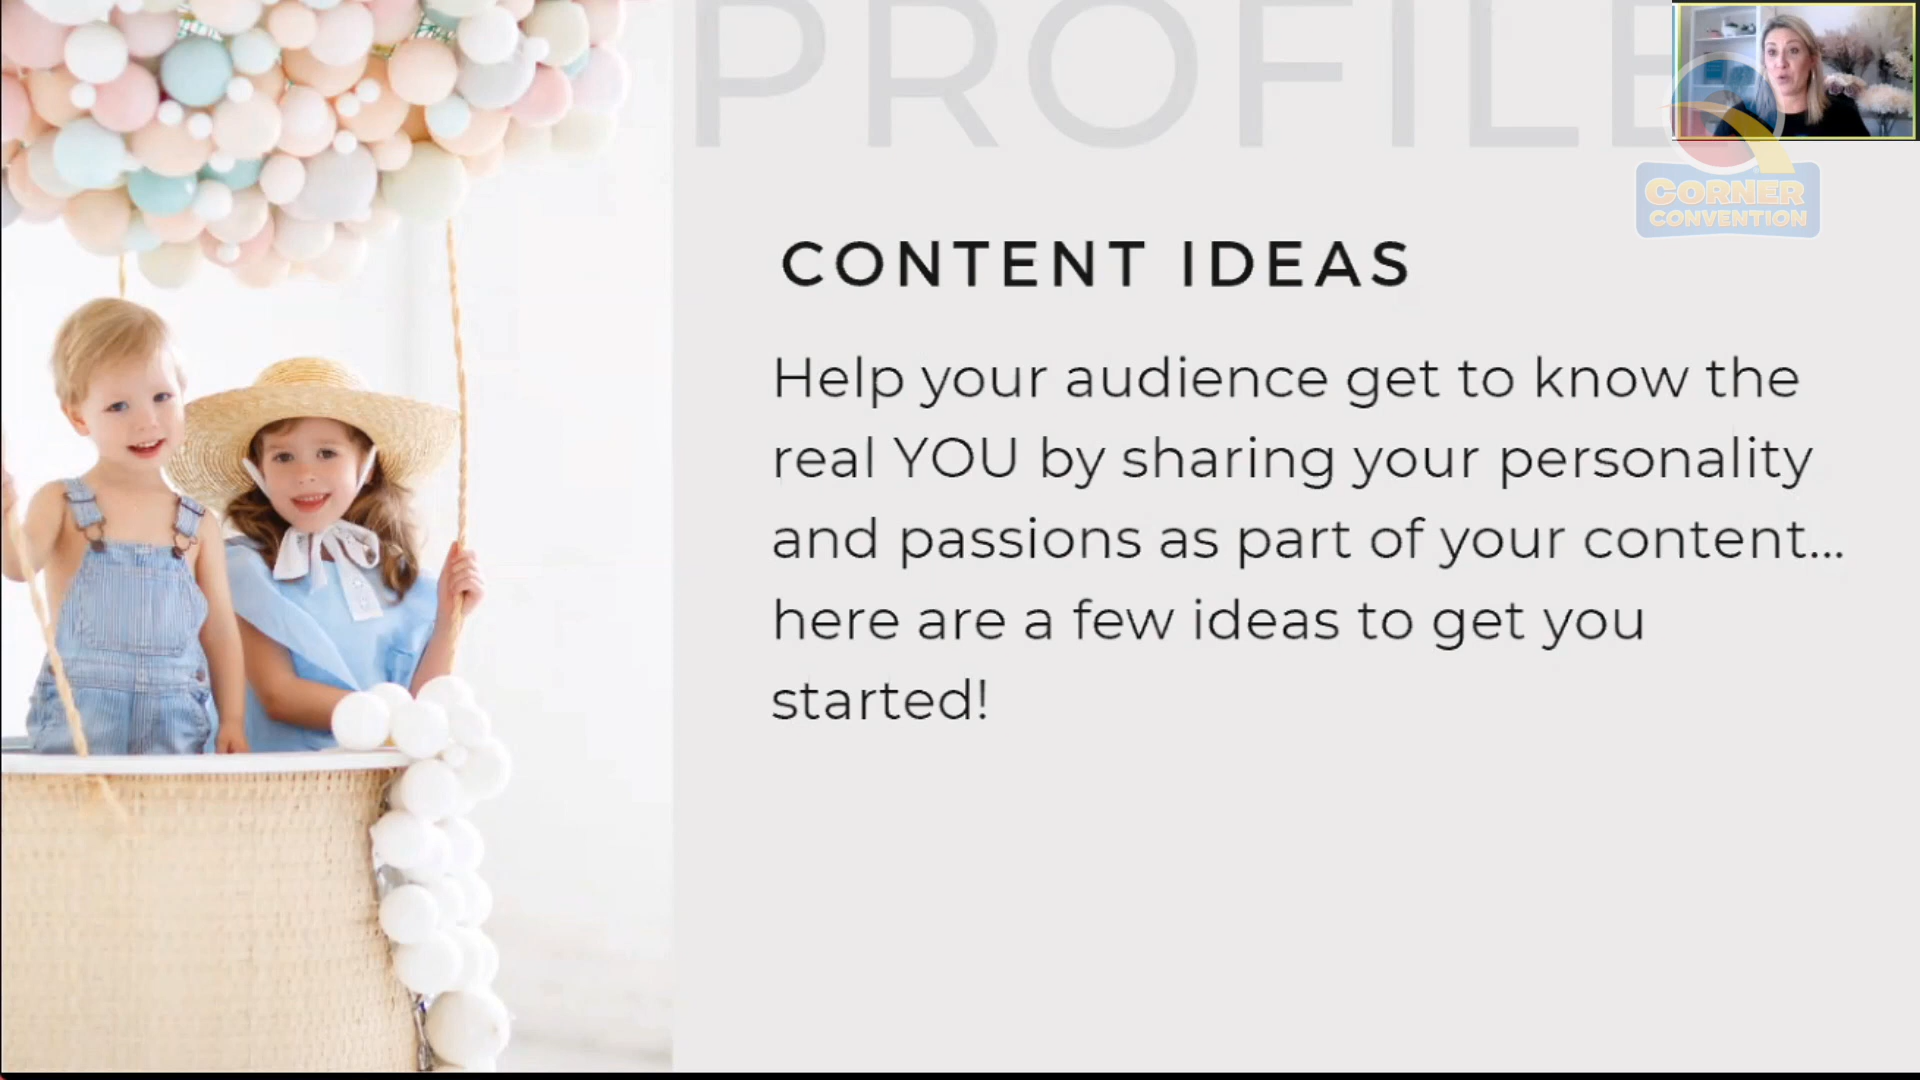 PROFILE
CORNER
CONVENTION
CONTENT IDEAS
Help your audience get to know the
real YOU by sharing your personality
and passions as part of your content...
here are a few ideas to get you
started!